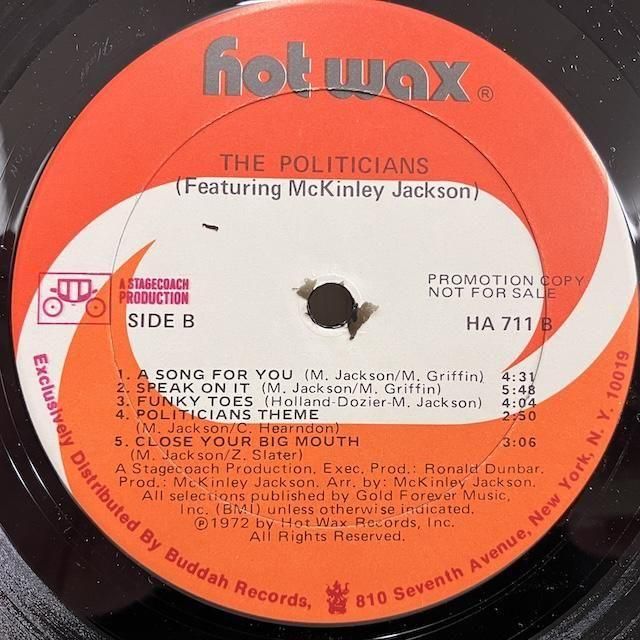 hot wax®
THE POLITICIANS
(Featuring McKinley Jackson)
A STAGECOACH
PRODUCTION
PROMOTION COPY
NOT FOR SALE
SIDE B
HA 711 B
1. A SONG FOR YOU (M. Jackson/M. Griffin) 4:31
2. SPEAK ON IT (M. Jackson/M. Griffin) 5:48
3. FUNKY TOES (Holland-Dozier-M. Jackson) 4:04
4. POLITICIANS THEME 2:50
(M. Jackson/C. Hearndon)
5. CLOSE YOUR BIG MOUTH 3:06
(M. Jackson/Z. Slater)
A Stagecoach Production, Exec. Prod.: Ronald Dunbar.
Prod.: McKinley Jackson. Arr. by: McKinley Jackson.
All selections published by Gold Forever Music,
Inc. (BMI) unless otherwise indicated.
℗1972 by Hot Wax Records, Inc.
All Rights Reserved.
Exclusively Distributed By Buddah Records, 810 Seventh Avenue, New York, N. Y. 10019